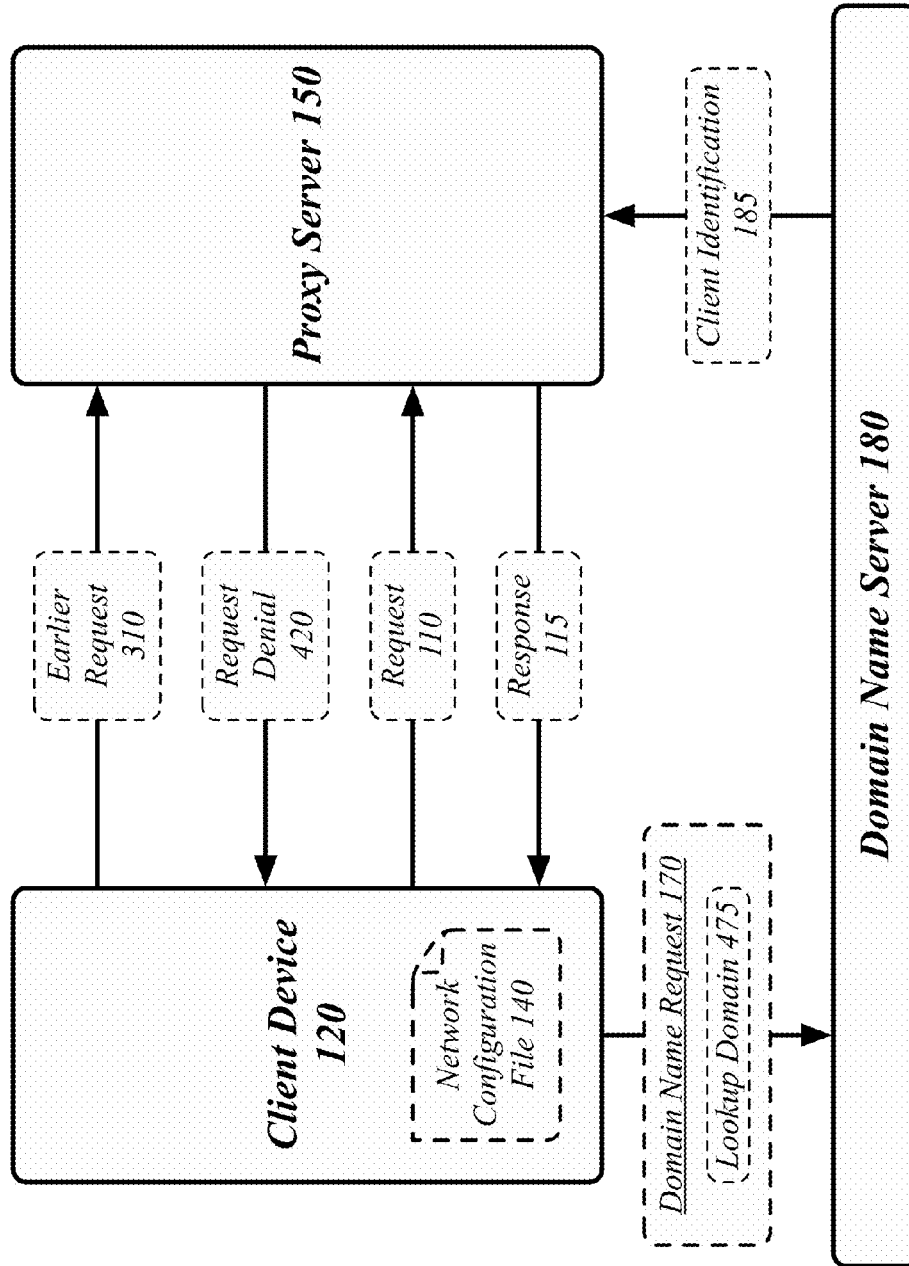 Client Device
120
Network
Configuration
File 140
Earlier
Request
310
Request
Denial
420
Request
110
Response
115
Proxy Server 150
Domain Name Request 170
Lookup Domain 475
Client Identification
185
Domain Name Server 180